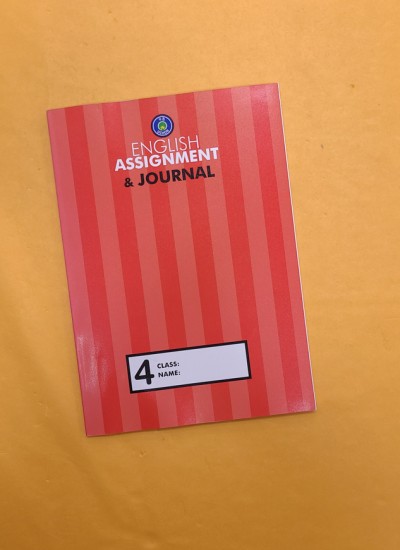 ENGLISH
ASSIGNMENT
& JOURNAL
4 CLASS:
NAME: